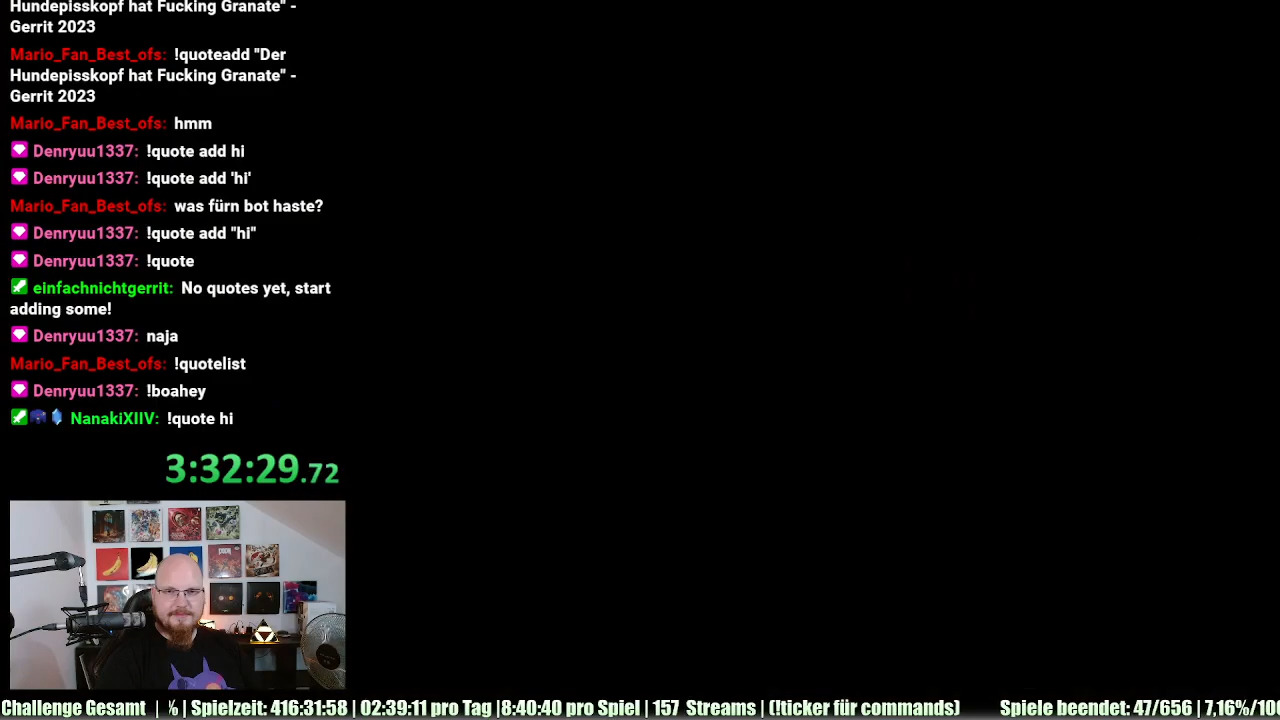 Hundepisskopf hat Fucking Granate" -
Gerrit 2023
Mario_Fan_Best_ofs: !quoteadd "Der
Hundepisskopf hat Fucking Granate" -
Gerrit 2023
Mario_Fan_Best_ofs: hmm
Denryuu1337: !quote add hi
Denryuu1337: !quote add 'hi'
Mario_Fan_Best_ofs: was fürn bot haste?
Denryuu1337: !quote add "hi"
Denryuu1337: !quote
einfachnichtgerrit: No quotes yet, start
adding some!
Denryuu1337: naja
Mario_Fan_Best_ofs: !quotelist
Denryuu1337: !boahey
NanakiXIIV: !quote hi
3:32:29.72
Challenge Gesamt | % | Spielzeit: 416:31:58 | 02:39:11 pro Tag |8:40:40 pro Spiel | 157 Streams | (!ticker für commands) Spiele beendet: 47/656 | 7,16%/100